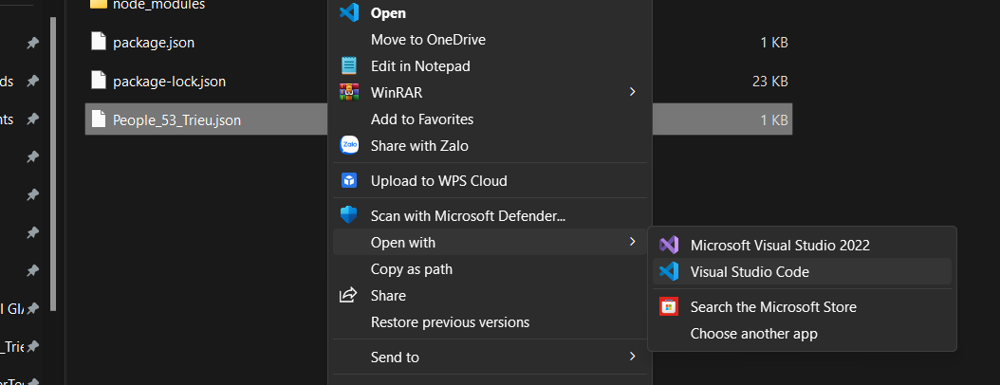 node_modules
package.json
1 KB
package-lock.json
23 KB
People_53_Trieu.json
1 KB
ds
nts
I GIA
_Trie
Open
Move to OneDrive
Edit in Notepad
WinRAR
Add to Favorites
Zalo
Share with Zalo
Upload to WPS Cloud
Scan with Microsoft Defender...
Open with
Copy as path
Share
Restore previous versions
Send to
Microsoft Visual Studio 2022
Visual Studio Code
Search the Microsoft Store
Choose another app